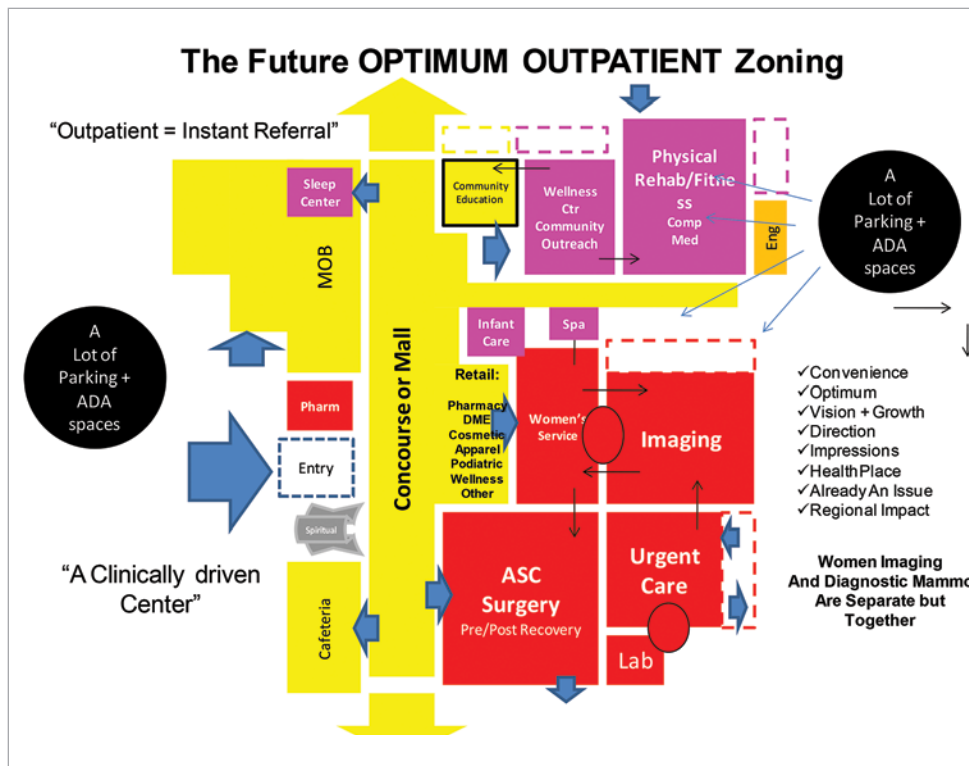 The Future OPTIMUM OUTPATIENT Zoning
“Outpatient = Instant Referral”
Sleep
Center
MOB
Community
Education
Wellness
Ctr
Community
Outreach
Physical
Rehab/Fitne
ss
Comp
Med
Eng
A
Lot of
Parking +
ADA
spaces
A
Lot of
Parking +
ADA
spaces
Concourse or Mall
Infant
Care
Spa
Retail:
Pharmacy
DME
Cosmetic
Apparel
Podiatric
Wellness
Other
Women's
Service
Imaging
Pharm
Entry
Spiritual
“A Clinically driven
Center”
Cafeteria
ASC
Surgery
Pre/Post Recovery
Urgent
Care
Lab
✓Convenience
✓Optimum
✓Vision + Growth
✓Direction
✓Impressions
✓HealthPlace
✓Already An Issue
✓Regional Impact
Women Imaging
And Diagnostic Mammo
Are Separate but
Together